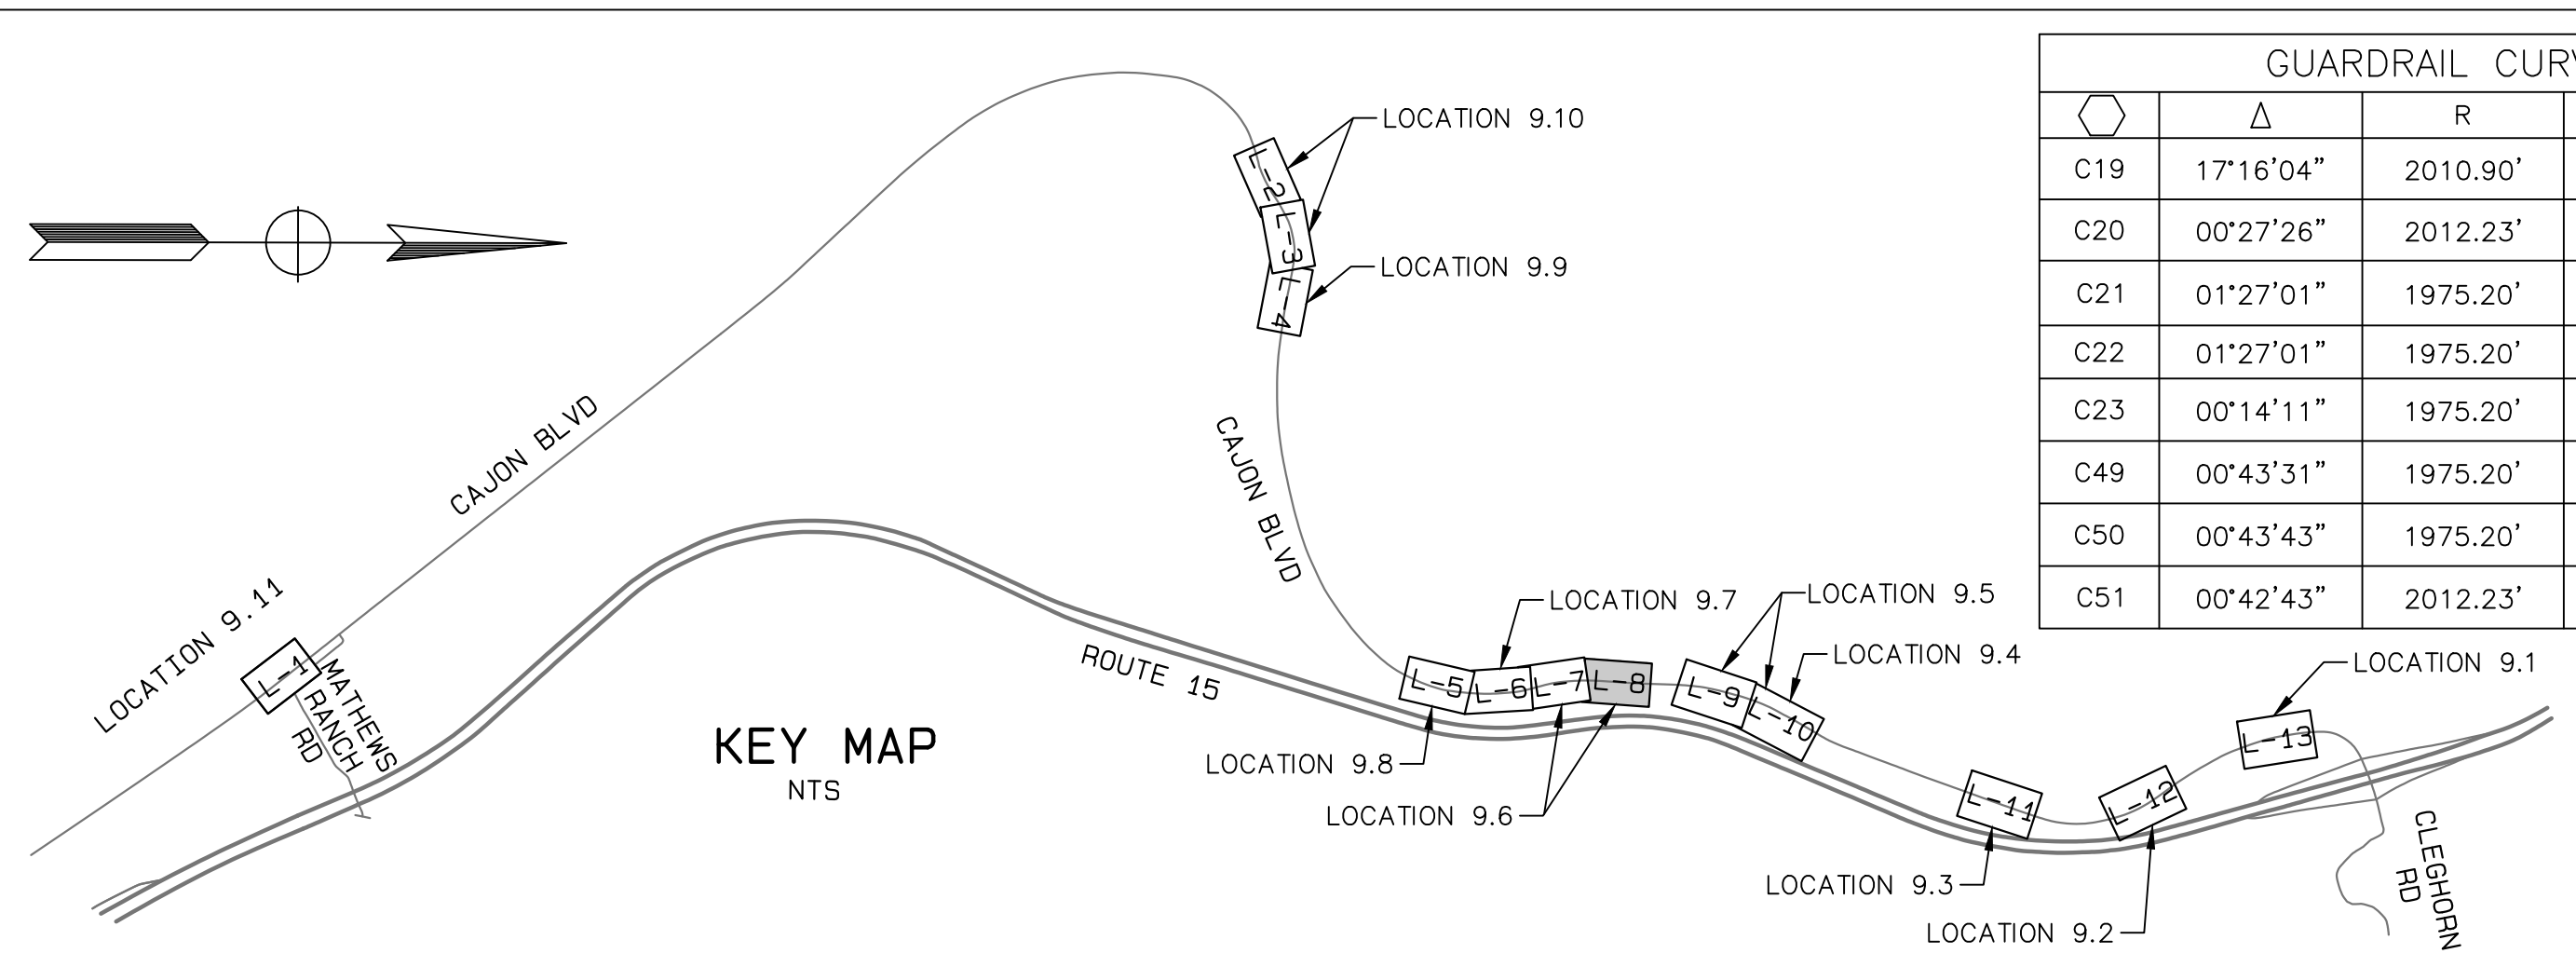 GUARDRAIL CURV
Δ R
C19 17°16'04" 2010.90'
C20 00°27'26" 2012.23'
C21 01°27'01" 1975.20'
C22 01°27'01" 1975.20'
C23 00°14'11" 1975.20'
C49 00°43'31" 1975.20'
C50 00°43'43" 1975.20'
C51 00°42'43" 2012.23'
LOCATION 9.10
L-2
L-3
LOCATION 9.9
L-4
CAJON BLVD
CAJON BLVD
LOCATION 9.11
L-1
MATHEWS
RANCH
RD
ROUTE 15
KEY MAP
NTS
LOCATION 9.7
LOCATION 9.5
LOCATION 9.4
LOCATION 9.1
L-5
L-6
L-7
L-8
L-9
L-10
L-11
L-12
L-13
LOCATION 9.8
LOCATION 9.6
LOCATION 9.3
LOCATION 9.2
CLEGHORN
RD